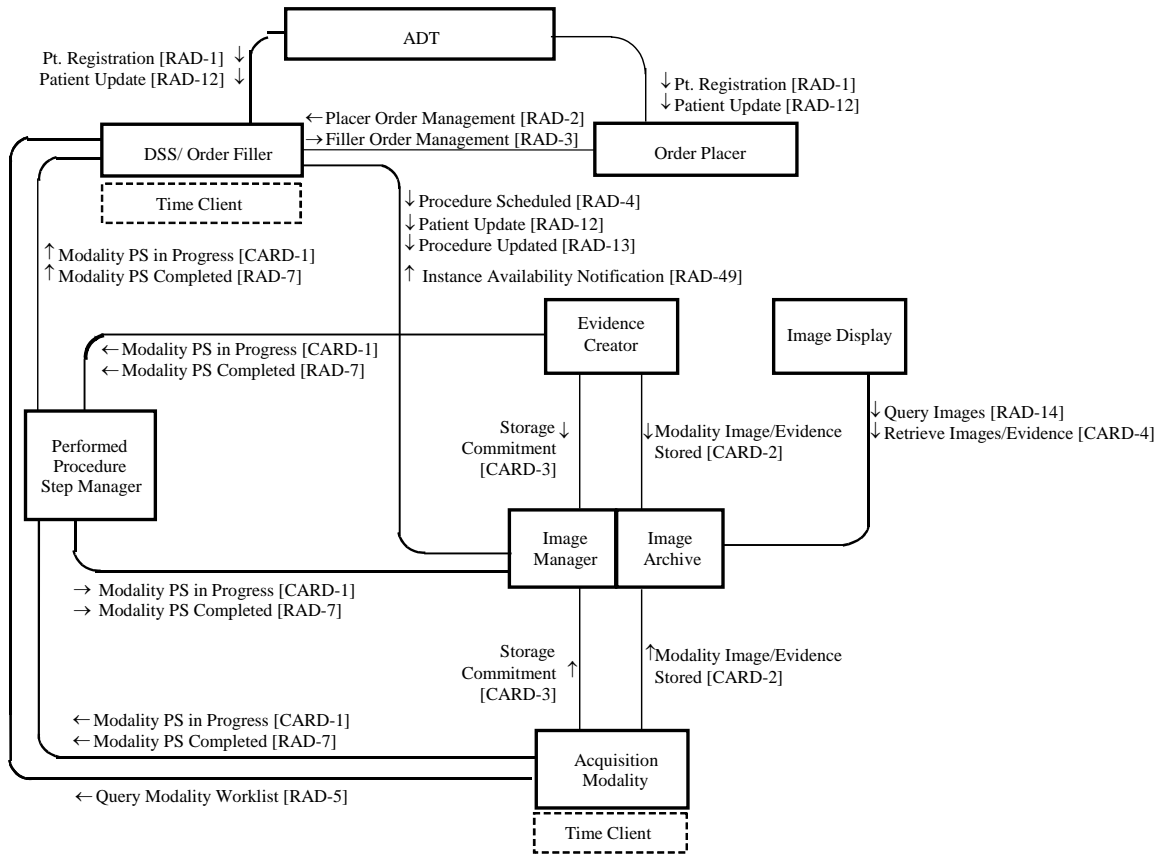 ADT
Pt. Registration [RAD-1] ↓
Patient Update [RAD-12] ↓
↓ Pt. Registration [RAD-1]
↓ Patient Update [RAD-12]
← Placer Order Management [RAD-2]
→ Filler Order Management [RAD-3]
DSS/ Order Filler
Order Placer
Time Client
↓ Procedure Scheduled [RAD-4]
↓ Patient Update [RAD-12]
↓ Procedure Updated [RAD-13]
↑ Instance Availability Notification [RAD-49]
↑ Modality PS in Progress [CARD-1]
↑ Modality PS Completed [RAD-7]
Evidence
Creator
Image Display
← Modality PS in Progress [CARD-1]
← Modality PS Completed [RAD-7]
↓ Query Images [RAD-14]
↓ Retrieve Images/Evidence [CARD-4]
Storage
Commitment ↓
[CARD-3]
↓ Modality Image/Evidence
Stored [CARD-2]
Performed
Procedure
Step Manager
Image
Manager
Image
Archive
→ Modality PS in Progress [CARD-1]
→ Modality PS Completed [RAD-7]
Storage
Commitment ↑
[CARD-3]
↑ Modality Image/Evidence
Stored [CARD-2]
← Modality PS in Progress [CARD-1]
← Modality PS Completed [RAD-7]
Acquisition
Modality
← Query Modality Worklist [RAD-5]
Time Client